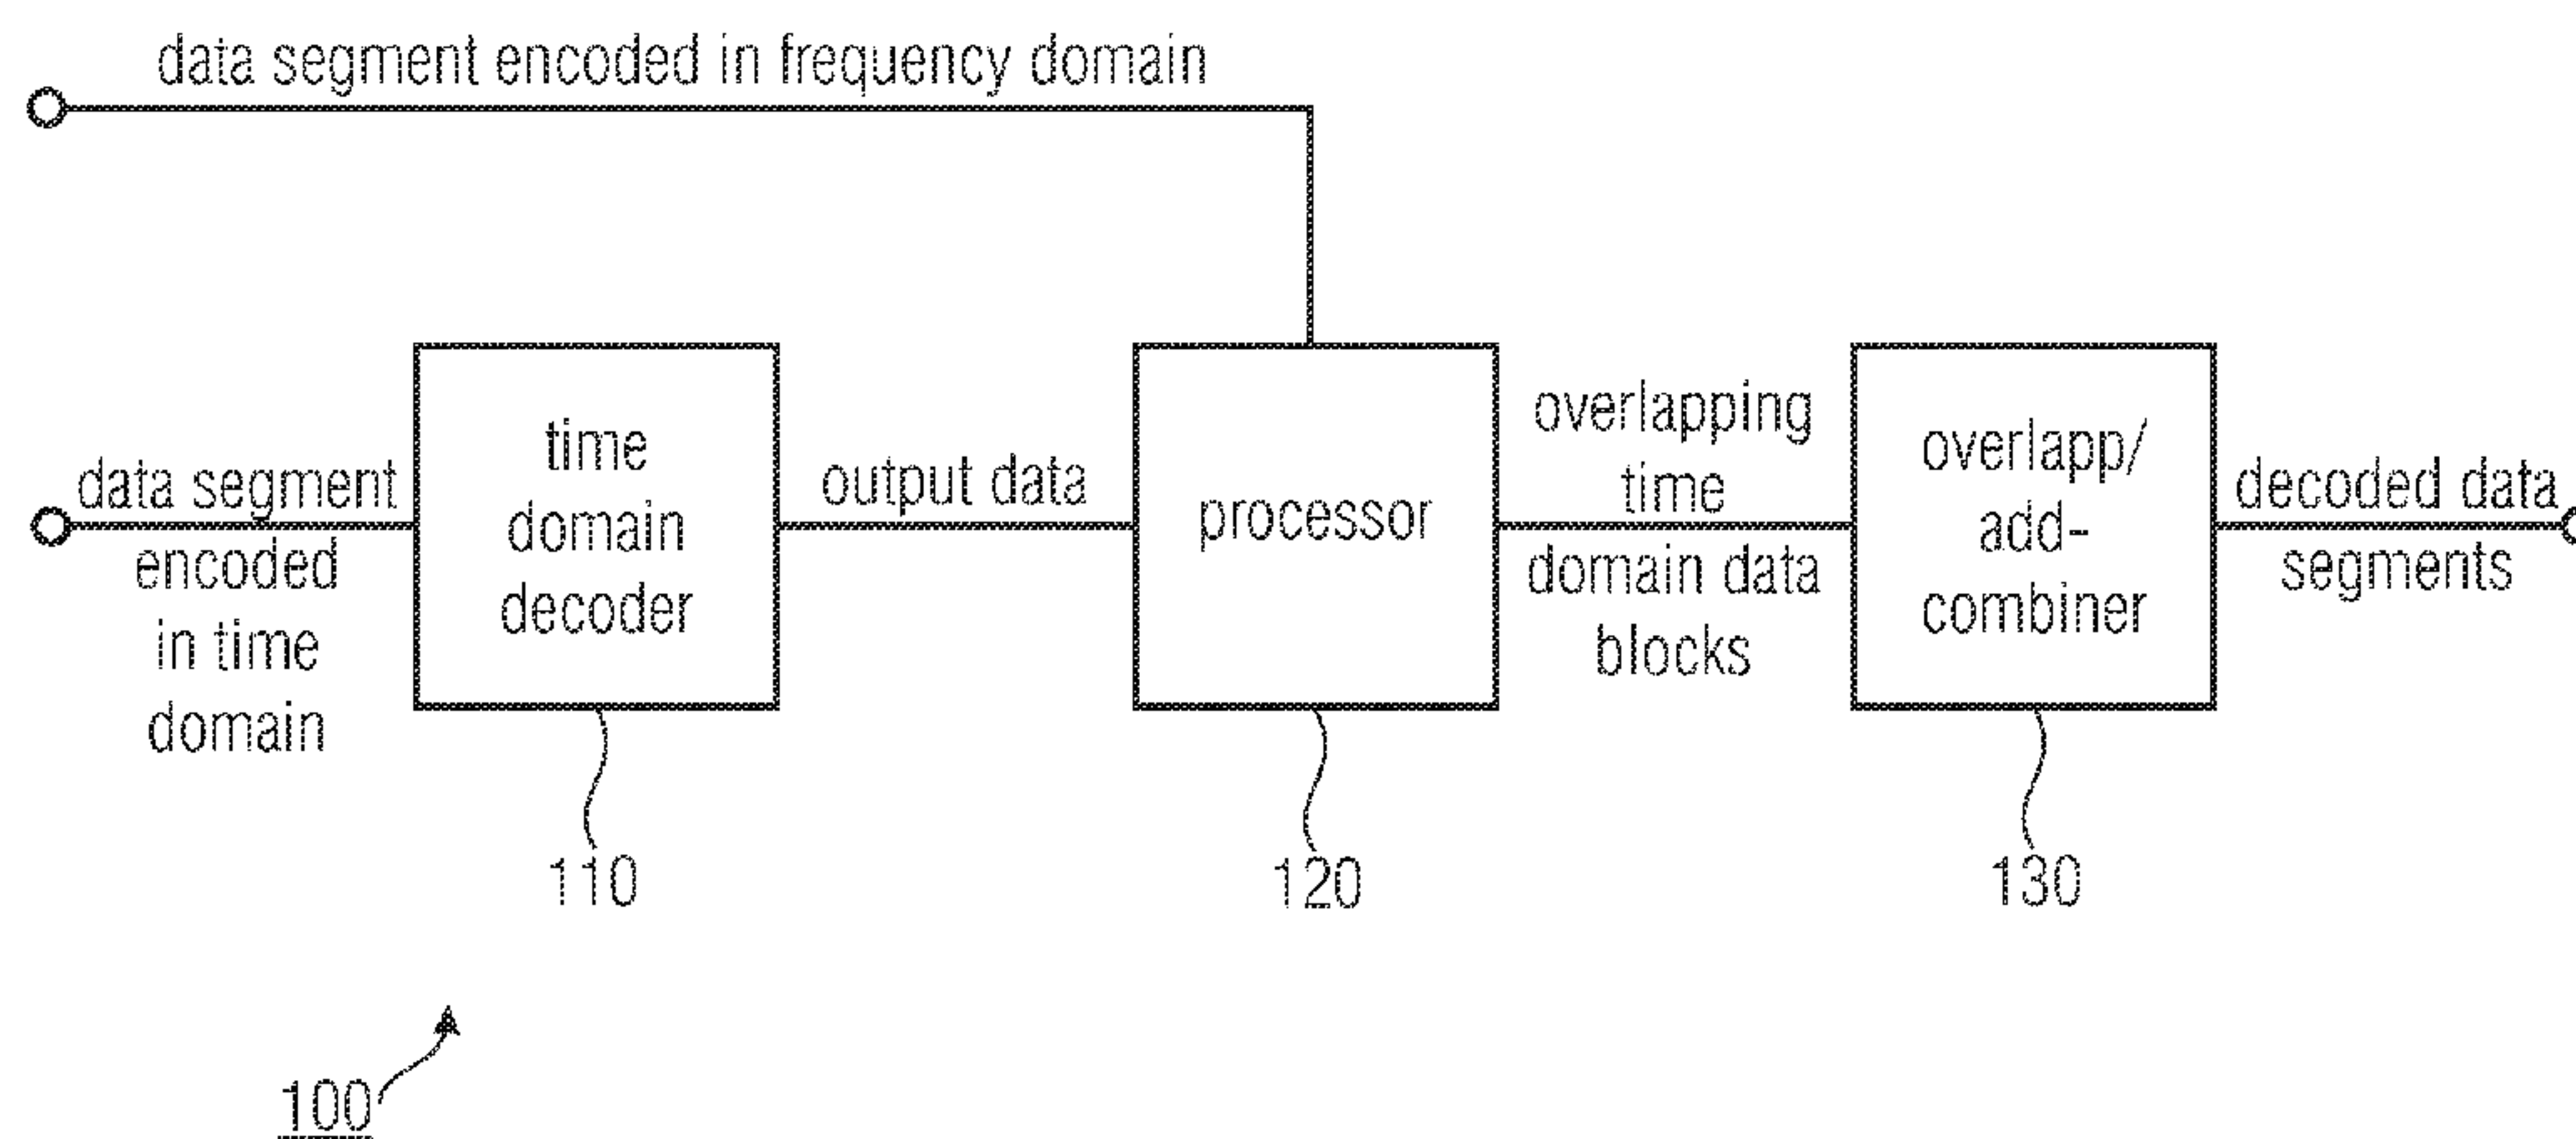 data segment encoded in frequency domain
data segment
encoded
in time
domain
time
domain
decoder
output data
processor
overlapping
time
domain data
blocks
overlapp/
add-
combiner
decoded data
segments
110
120
130
100